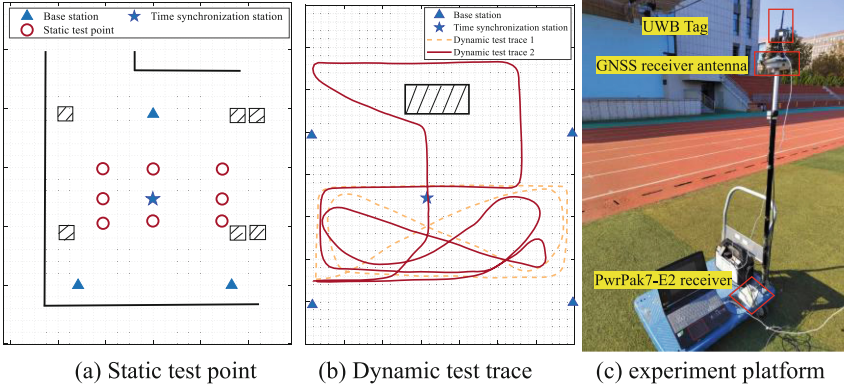 Base station
Time synchronization station
Static test point
Base station
Time synchronization station
Dynamic test trace 1
Dynamic test trace 2
UWB Tag
GNSS receiver antenna
PwrPak7-E2 receiver
(a) Static test point
(b) Dynamic test trace
(c) experiment platform